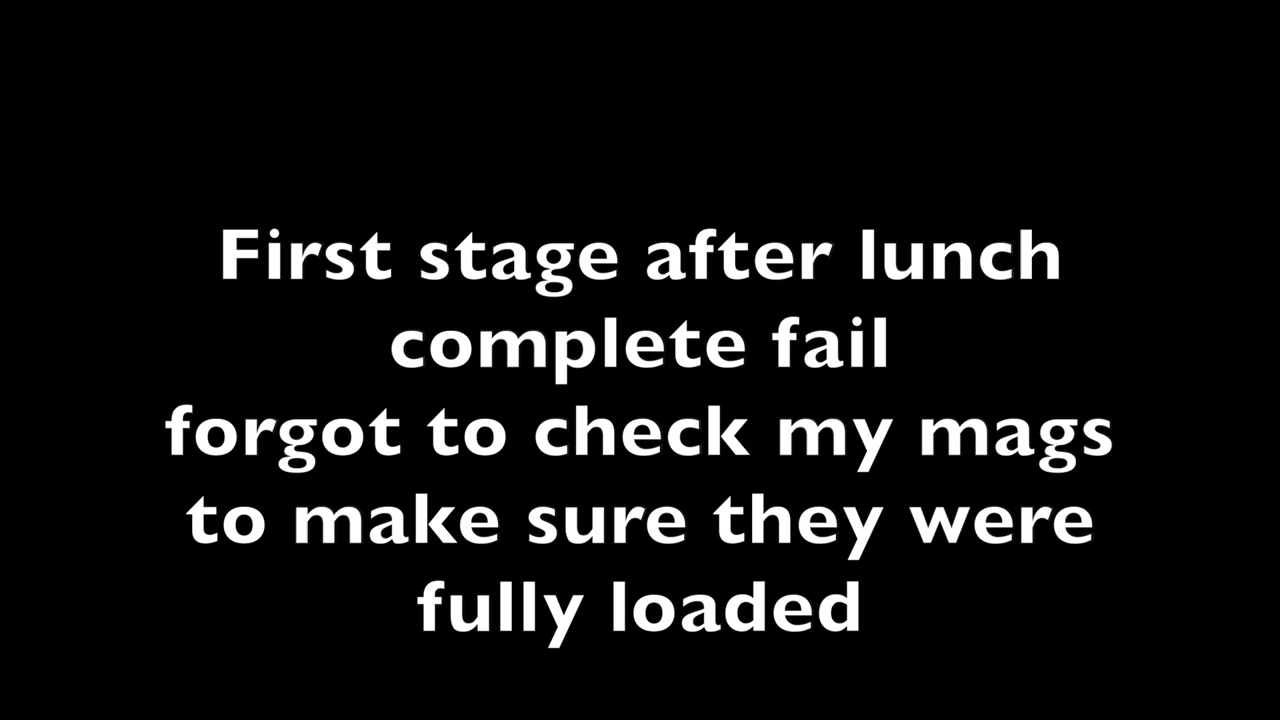 First stage after lunch
complete fail
forgot to check my mags
to make sure they were
fully loaded